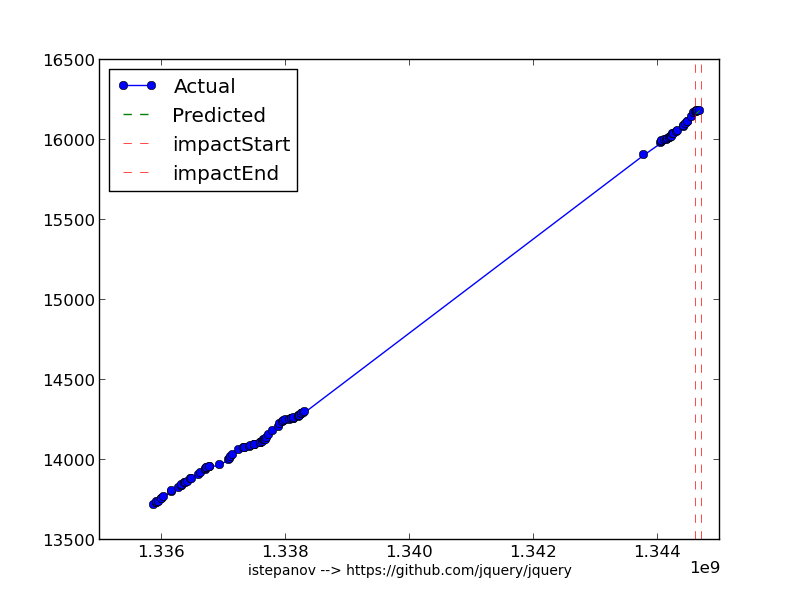 16500
16000
15500
15000
14500
14000
13500
Actual
Predicted
impactStart
impactEnd
1.336
1.338
1.340
1.342
1.344
1e9
istepanov --> https://github.com/jquery/jquery